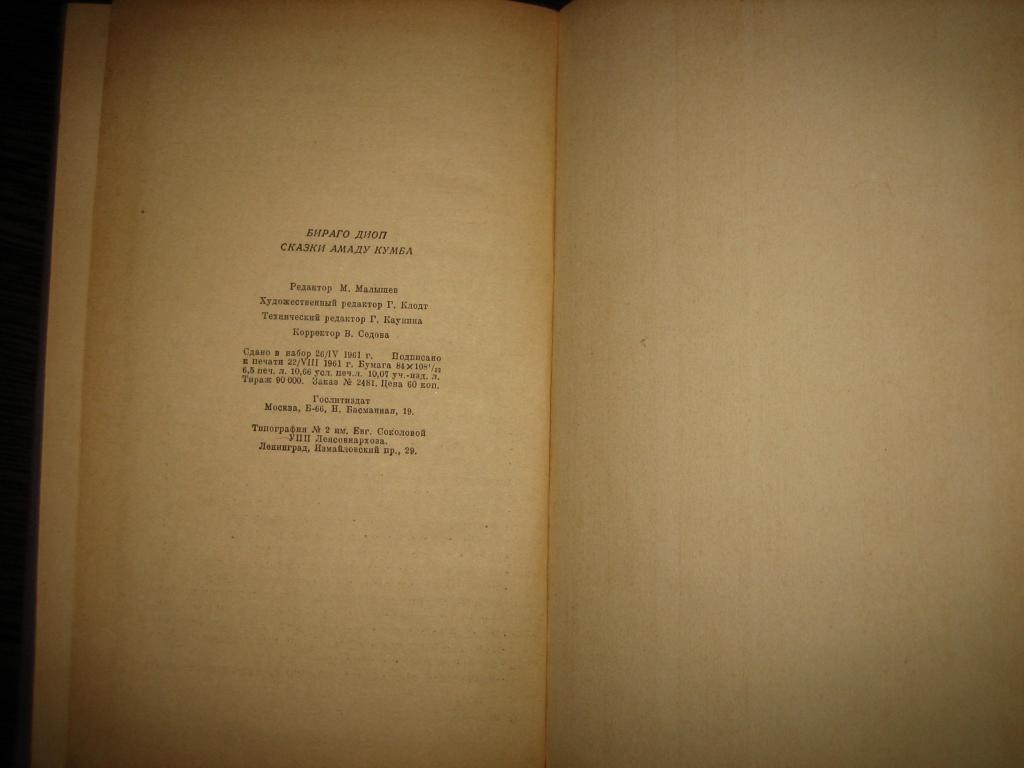 БИРАГО ДИОП
СКАЗКИ АМАДУ КУМБА
Редактор М. Малышев
Художественный редактор Г. Клодт
Технический редактор Г. Каунина
Корректор В. Седова
Сдано в набор 26/IV 1961 г. Подписано
к печати 22/VIII 1961 г. Бумага 84×108¹/₃₂
6,5 печ. л. 10,66 усл. печ.л. 10,07 уч.-изд. л.
Тираж 90 000. Заказ № 2481. Цена 60 коп.
Гослитиздат
Москва, Б-66, Н. Басманная, 19.
Типография № 2 им. Евг. Соколовой
УПП Ленсовнархоза.
Ленинград, Измайловский пр., 29.